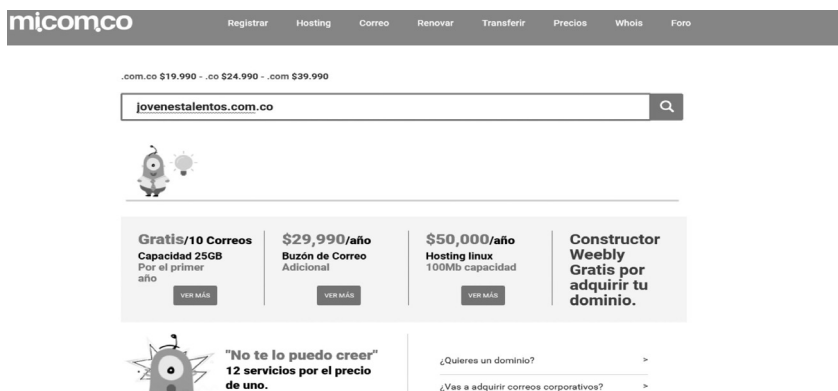 micomco
Registrar Hosting Correo Renovar Transferir Precios Whois Foro
.com.co $19.990 - .co $24.990 - .com $39.990
jovenestalentos.com.co
Gratis/10 Correos
Capacidad 25GB
Por el primer
año
VER MÁS
$29,990/año
Buzón de Correo
Adicional
VER MÁS
$50,000/año
Hosting linux
100Mb capacidad
VER MÁS
Constructor
Weebly
Gratis por
adquirir tu
dominio.
"No te lo puedo creer"
12 servicios por el precio
de uno.
¿Quieres un dominio? >
¿Vas a adquirir correos corporativos? >